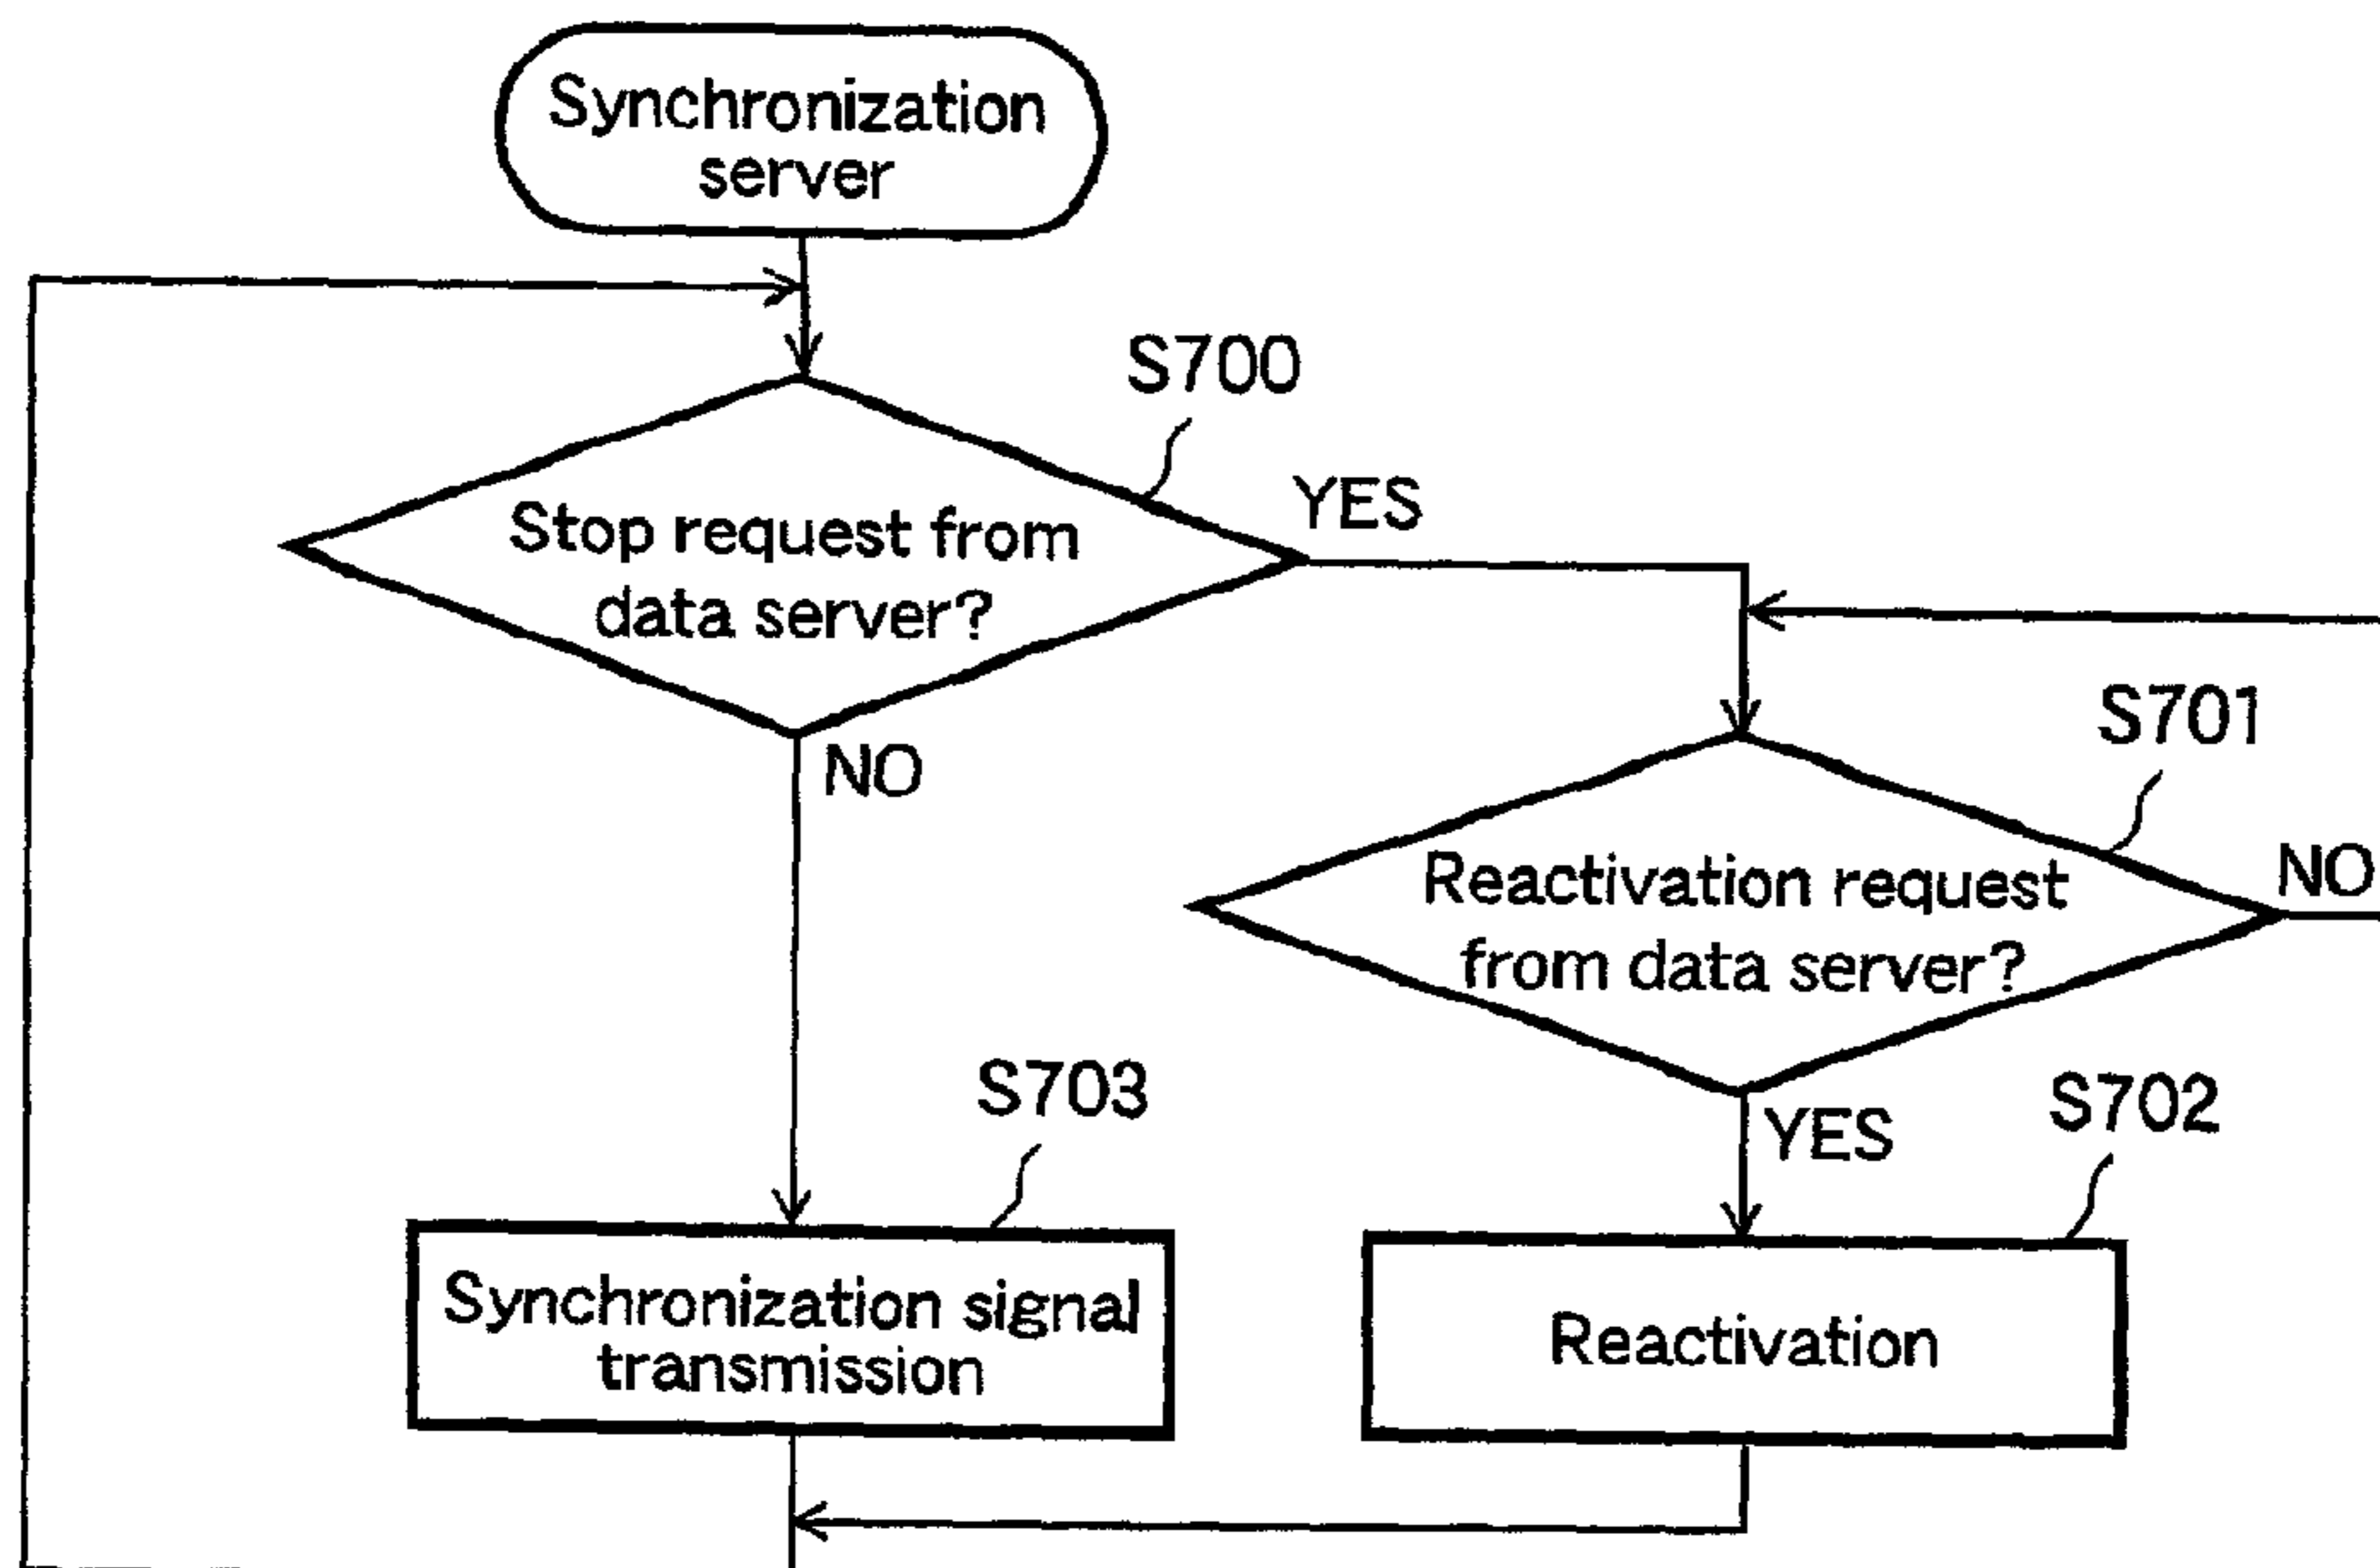 Synchronization
server
S700
Stop request from
data server?
YES
NO
S701
Reactivation request
from data server?
NO
YES
S703
Synchronization signal
transmission
S702
Reactivation